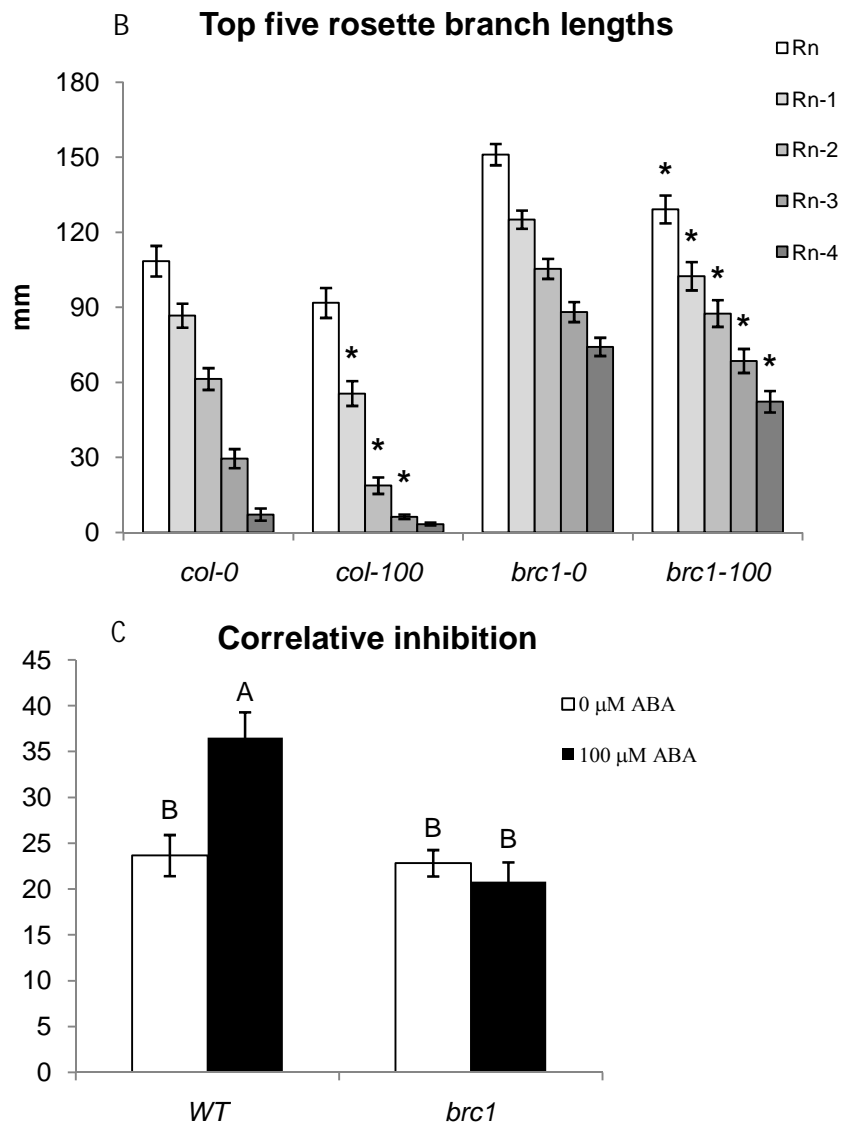 B Top five rosette branch lengths
Rn
Rn-1
Rn-2
Rn-3
Rn-4
180
150
120
90
60
30
0
mm
* * * * * * * *
col-0 col-100 brc1-0 brc1-100
C Correlative inhibition
45
40
35
30
25
20
15
10
5
0
B A B B
0 μM ABA
100 μM ABA
WT brc1